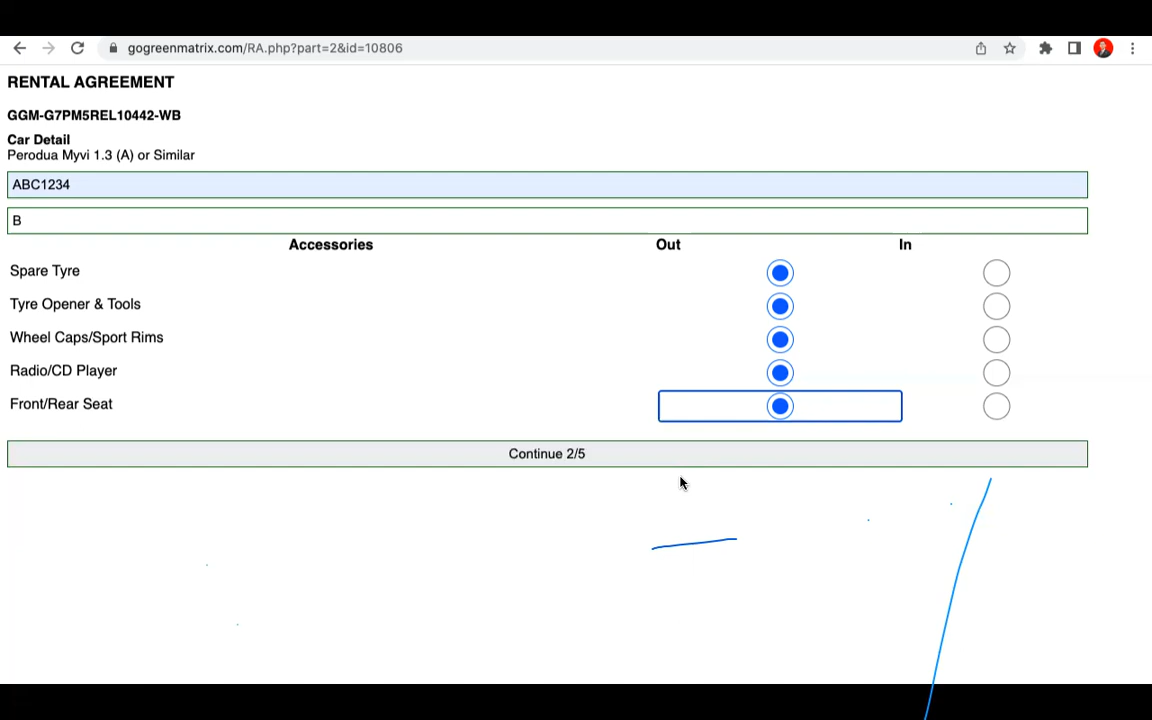 gogreenmatrix.com/RA.php?part=2&id=10806
RENTAL AGREEMENT
GGM-G7PM5REL10442-WB
Car Detail
Perodua Myvi 1.3 (A) or Similar
ABC1234
B
Accessories Out In
Spare Tyre
Tyre Opener & Tools
Wheel Caps/Sport Rims
Radio/CD Player
Front/Rear Seat
Continue 2/5